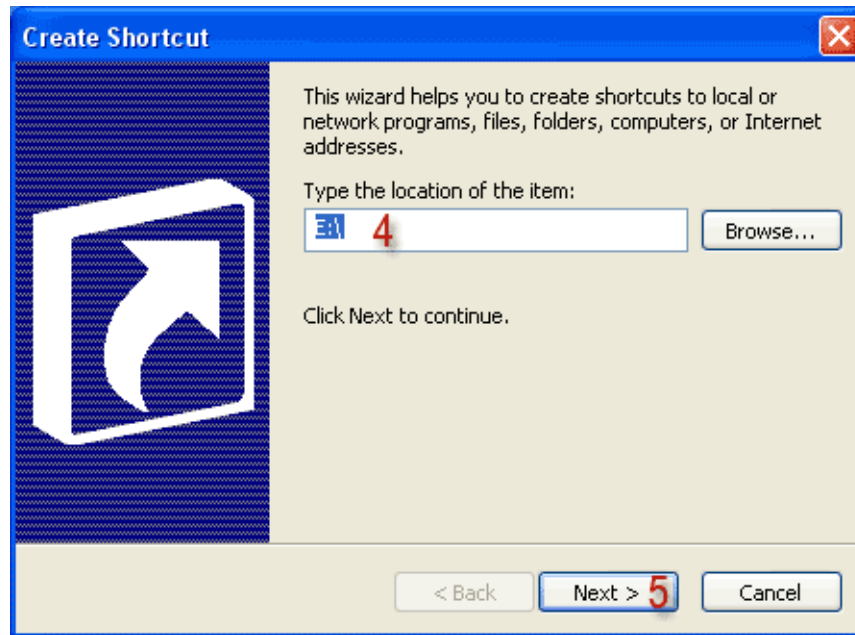 Create Shortcut
This wizard helps you to create shortcuts to local or
network programs, files, folders, computers, or Internet
addresses.
Type the location of the item:
3:\ 4
Browse...
Click Next to continue.
< Back
Next > 5
Cancel